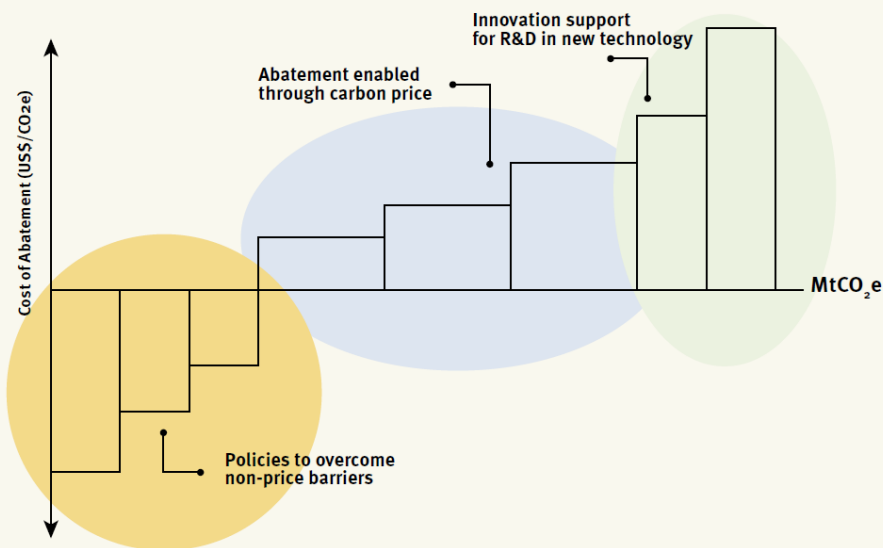 Innovation support
for R&D in new technology
Abatement enabled
through carbon price
Cost of Abatement (US$/CO2e)
MtCO₂e
Policies to overcome
non-price barriers